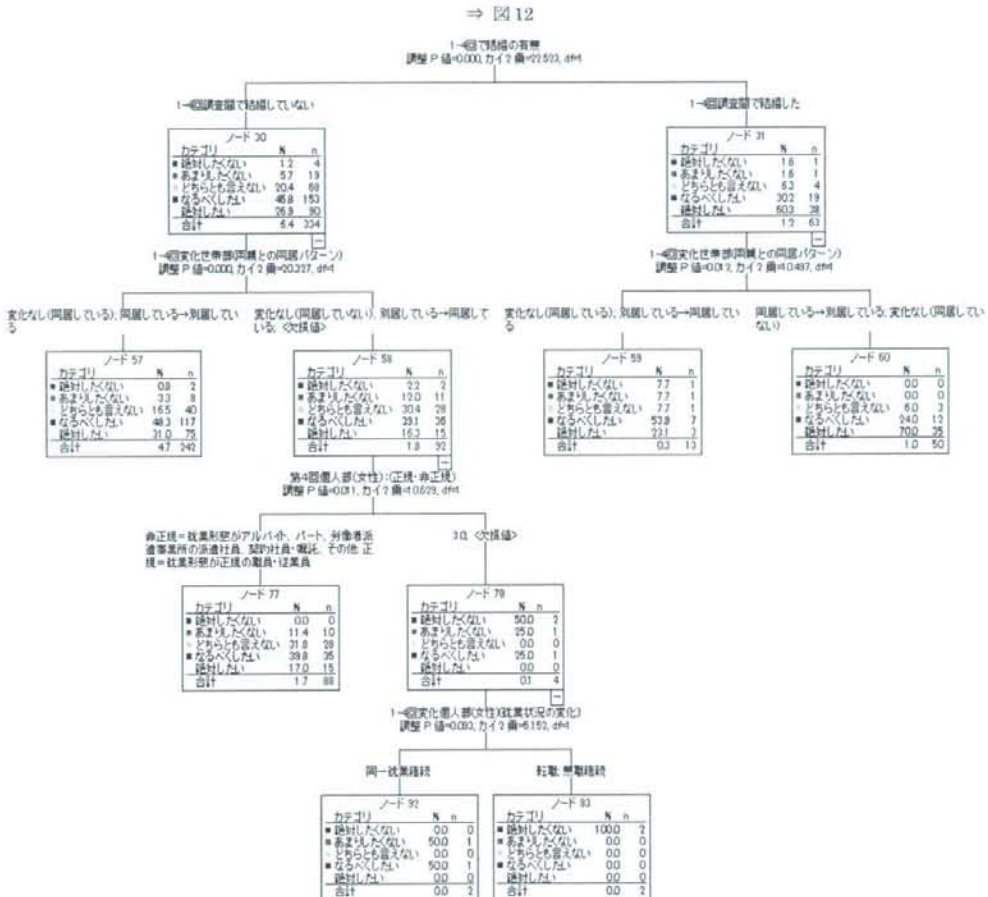 ⇒ 図12
1-4回で結婚の有無
調整 P 値=0.000, カイ2 乗=22.523, df=1
1-4回調査間で結婚していない
1-4回調査間で結婚した
ノード 30
カテゴリ % n
絶対したくない 1.2 4
あまりしたくない 5.7 19
どちらとも言えない 20.4 68
なるべくしたい 45.8 153
絶対したい 26.9 90
合計 6.4 334
ノード 31
カテゴリ % n
絶対したくない 1.6 1
あまりしたくない 1.6 1
どちらとも言えない 6.3 4
なるべくしたい 30.2 19
絶対したい 60.3 38
合計 1.2 63
1-4回変化世帯部(両親との同居パターン)
調整 P 値=0.000, カイ2 乗=20.327, df=1
1-4回変化世帯部(両親との同居パターン)
調整 P 値=0.012, カイ2 乗=10.497, df=1
変化なし(同居している); 同居している→別居してい
る
変化なし(同居していない); 別居している→同居して
いる; <欠損値>
変化なし(同居している); 別居している→同居してい
る
同居している→別居している; 変化なし(同居してい
ない)
ノード 57
カテゴリ % n
絶対したくない 0.8 2
あまりしたくない 3.3 8
どちらとも言えない 16.5 40
なるべくしたい 48.3 117
絶対したい 31.0 75
合計 4.7 242
ノード 58
カテゴリ % n
絶対したくない 2.2 2
あまりしたくない 12.0 11
どちらとも言えない 30.4 28
なるべくしたい 39.1 36
絶対したい 16.3 15
合計 1.8 92
ノード 59
カテゴリ % n
絶対したくない 7.7 1
あまりしたくない 7.7 1
どちらとも言えない 7.7 1
なるべくしたい 53.8 7
絶対したい 23.1 3
合計 0.3 13
ノード 60
カテゴリ % n
絶対したくない 0.0 0
あまりしたくない 0.0 0
どちらとも言えない 6.0 3
なるべくしたい 24.0 12
絶対したい 70.0 35
合計 1.0 50
第4回個人部(女性):(正規・非正規)
調整 P 値=0.011, カイ2 乗=10.629, df=1
非正規=就業形態がアルバイト、パート、労働者派
遣事業所の派遣社員、契約社員・嘱託、その他; 正
規=就業形態が正規の職員・従業員
3.0; <欠損値>
ノード 77
カテゴリ % n
絶対したくない 0.0 0
あまりしたくない 11.4 10
どちらとも言えない 31.8 28
なるべくしたい 39.8 35
絶対したい 17.0 15
合計 1.7 88
ノード 78
カテゴリ % n
絶対したくない 50.0 2
あまりしたくない 25.0 1
どちらとも言えない 0.0 0
なるべくしたい 25.0 1
絶対したい 0.0 0
合計 0.1 4
1-4回変化個人部(女性)(就業状況の変化)
調整 P 値=0.093, カイ2 乗=5.152, df=1
同一就業継続
転職; 無職継続
ノード 92
カテゴリ % n
絶対したくない 0.0 0
あまりしたくない 50.0 1
どちらとも言えない 0.0 0
なるべくしたい 50.0 1
絶対したい 0.0 0
合計 0.0 2
ノード 93
カテゴリ % n
絶対したくない 100.0 2
あまりしたくない 0.0 0
どちらとも言えない 0.0 0
なるべくしたい 0.0 0
絶対したい 0.0 0
合計 0.0 2